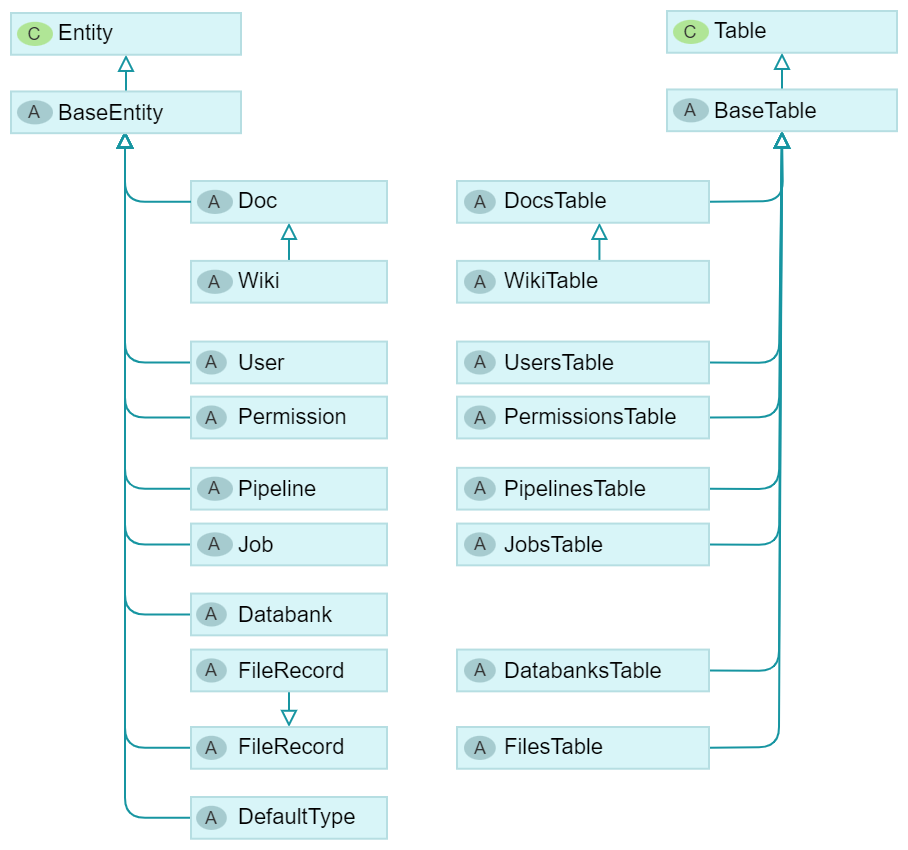 C Entity
C Table
A BaseEntity
A BaseTable
A Doc
A DocsTable
A Wiki
A WikiTable
A User
A UsersTable
A Permission
A PermissionsTable
A Pipeline
A PipelinesTable
A Job
A JobsTable
A Databank
A FileRecord
A DatabanksTable
A FileRecord
A FilesTable
A DefaultType